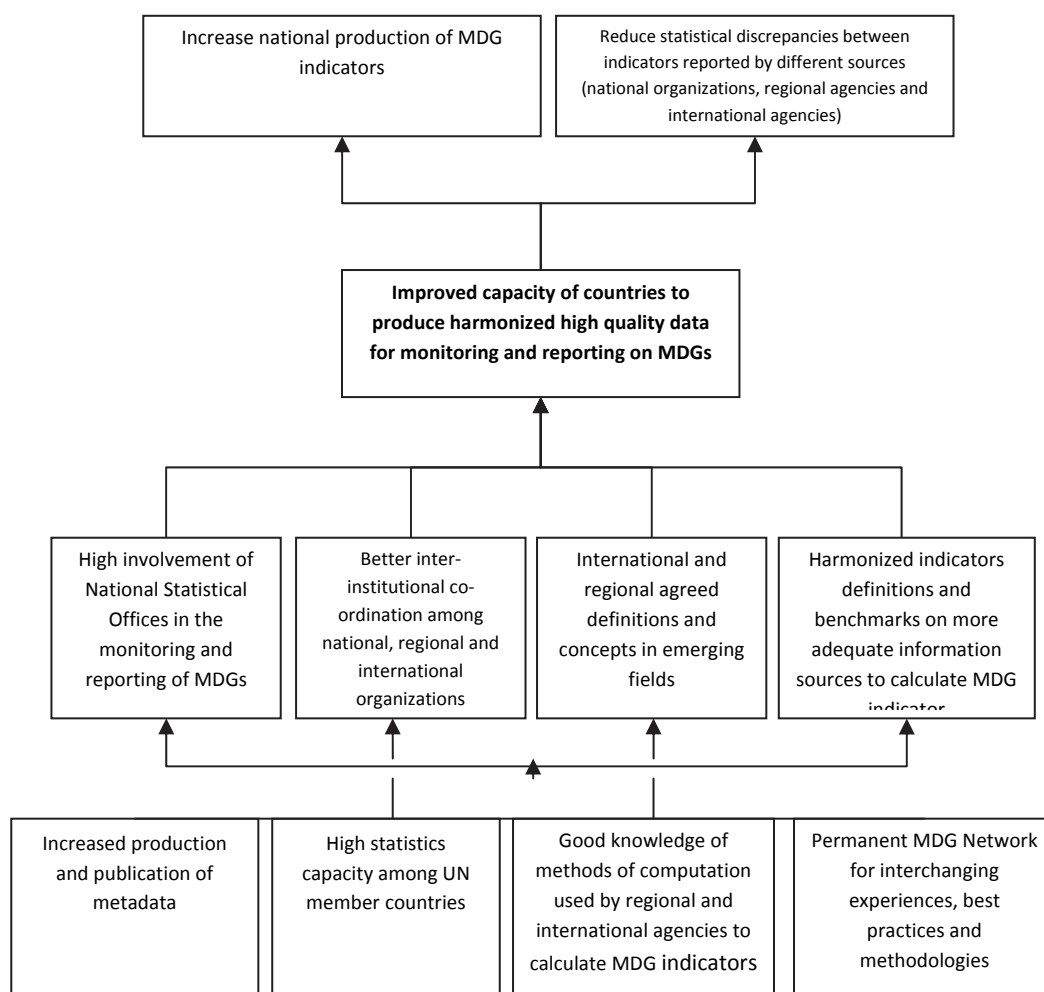 Increase national production of MDG
indicators
Reduce statistical discrepancies between
indicators reported by different sources
(national organizations, regional agencies and
international agencies)
Improved capacity of countries to
produce harmonized high quality data
for monitoring and reporting on MDGs
High involvement of
National Statistical
Offices in the
monitoring and
reporting of MDGs
Better inter-
institutional co-
ordination among
national, regional and
international
organizations
International and
regional agreed
definitions and
concepts in emerging
fields
Harmonized indicators
definitions and
benchmarks on more
adequate information
sources to calculate MDG
indicator
Increased production
and publication of
metadata
High statistics
capacity among UN
member countries
Good knowledge of
methods of computation
used by regional and
international agencies to
calculate MDG indicators
Permanent MDG Network
for interchanging
experiences, best
practices and
methodologies